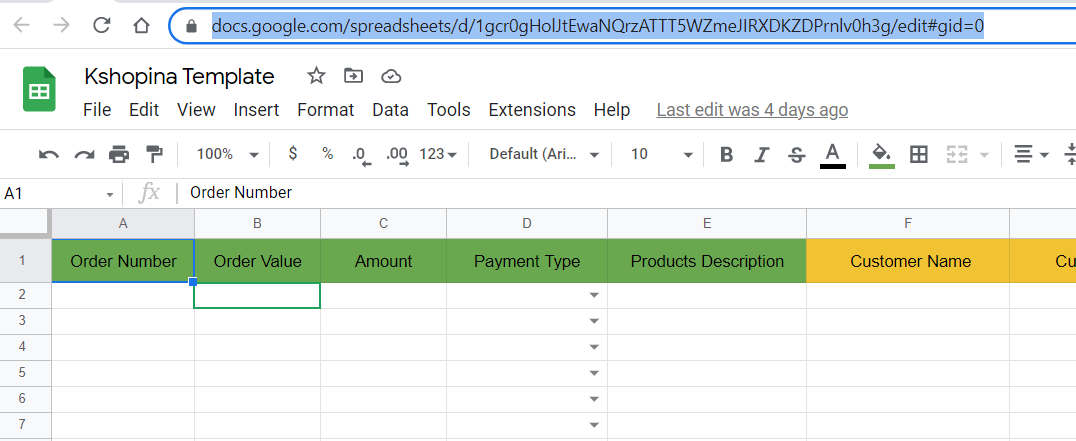 docs.google.com/spreadsheets/d/1gcr0gHolJtEwaNQrzATTT5WZmeJIRXDKZDPrnlv0h3g/edit#gid=0
Kshopina Template
File Edit View Insert Format Data Tools Extensions Help Last edit was 4 days ago
100% $ % .0 .00 123 Default (Ari... 10 B I S A
A1 fx Order Number
A B C D E F
1 Order Number Order Value Amount Payment Type Products Description Customer Name Cu
2
3
4
5
6
7